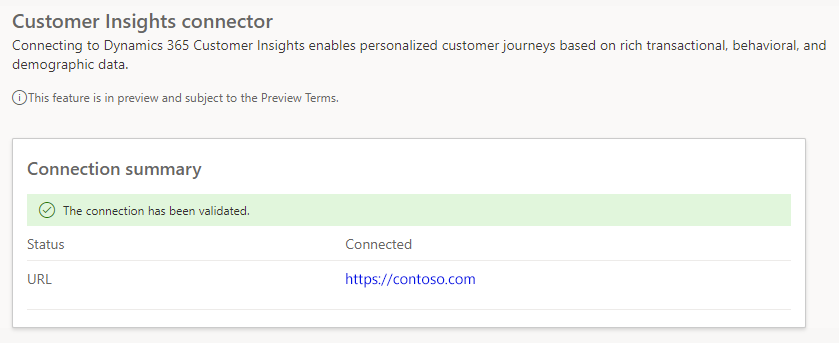 Customer Insights connector
Connecting to Dynamics 365 Customer Insights enables personalized customer journeys based on rich transactional, behavioral, and
demographic data.
This feature is in preview and subject to the Preview Terms.
Connection summary
The connection has been validated.
Status Connected
URL https://contoso.com